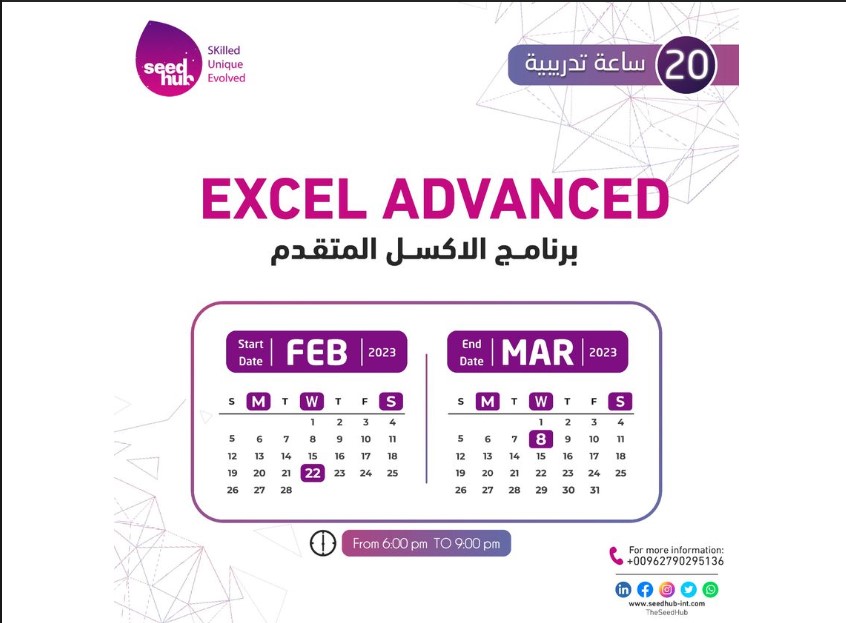 seed
hub
SKilled
Unique
Evolved
20 ساعة تدريبية
EXCEL ADVANCED
برنامـج الاكسـل المتقـدم
Start Date FEB 2023
S M T W T F S
1 2 3 4
5 6 7 8 9 10 11
12 13 14 15 16 17 18
19 20 21 22 23 24 25
26 27 28
End Date MAR 2023
S M T W T F S
1 2 3 4
5 6 7 8 9 10 11
12 13 14 15 16 17 18
19 20 21 22 23 24 25
26 27 28 29 30 31
From 6:00 pm TO 9:00 pm
For more information:
+00962790295136
www.seedhub-int.com
TheSeedHub